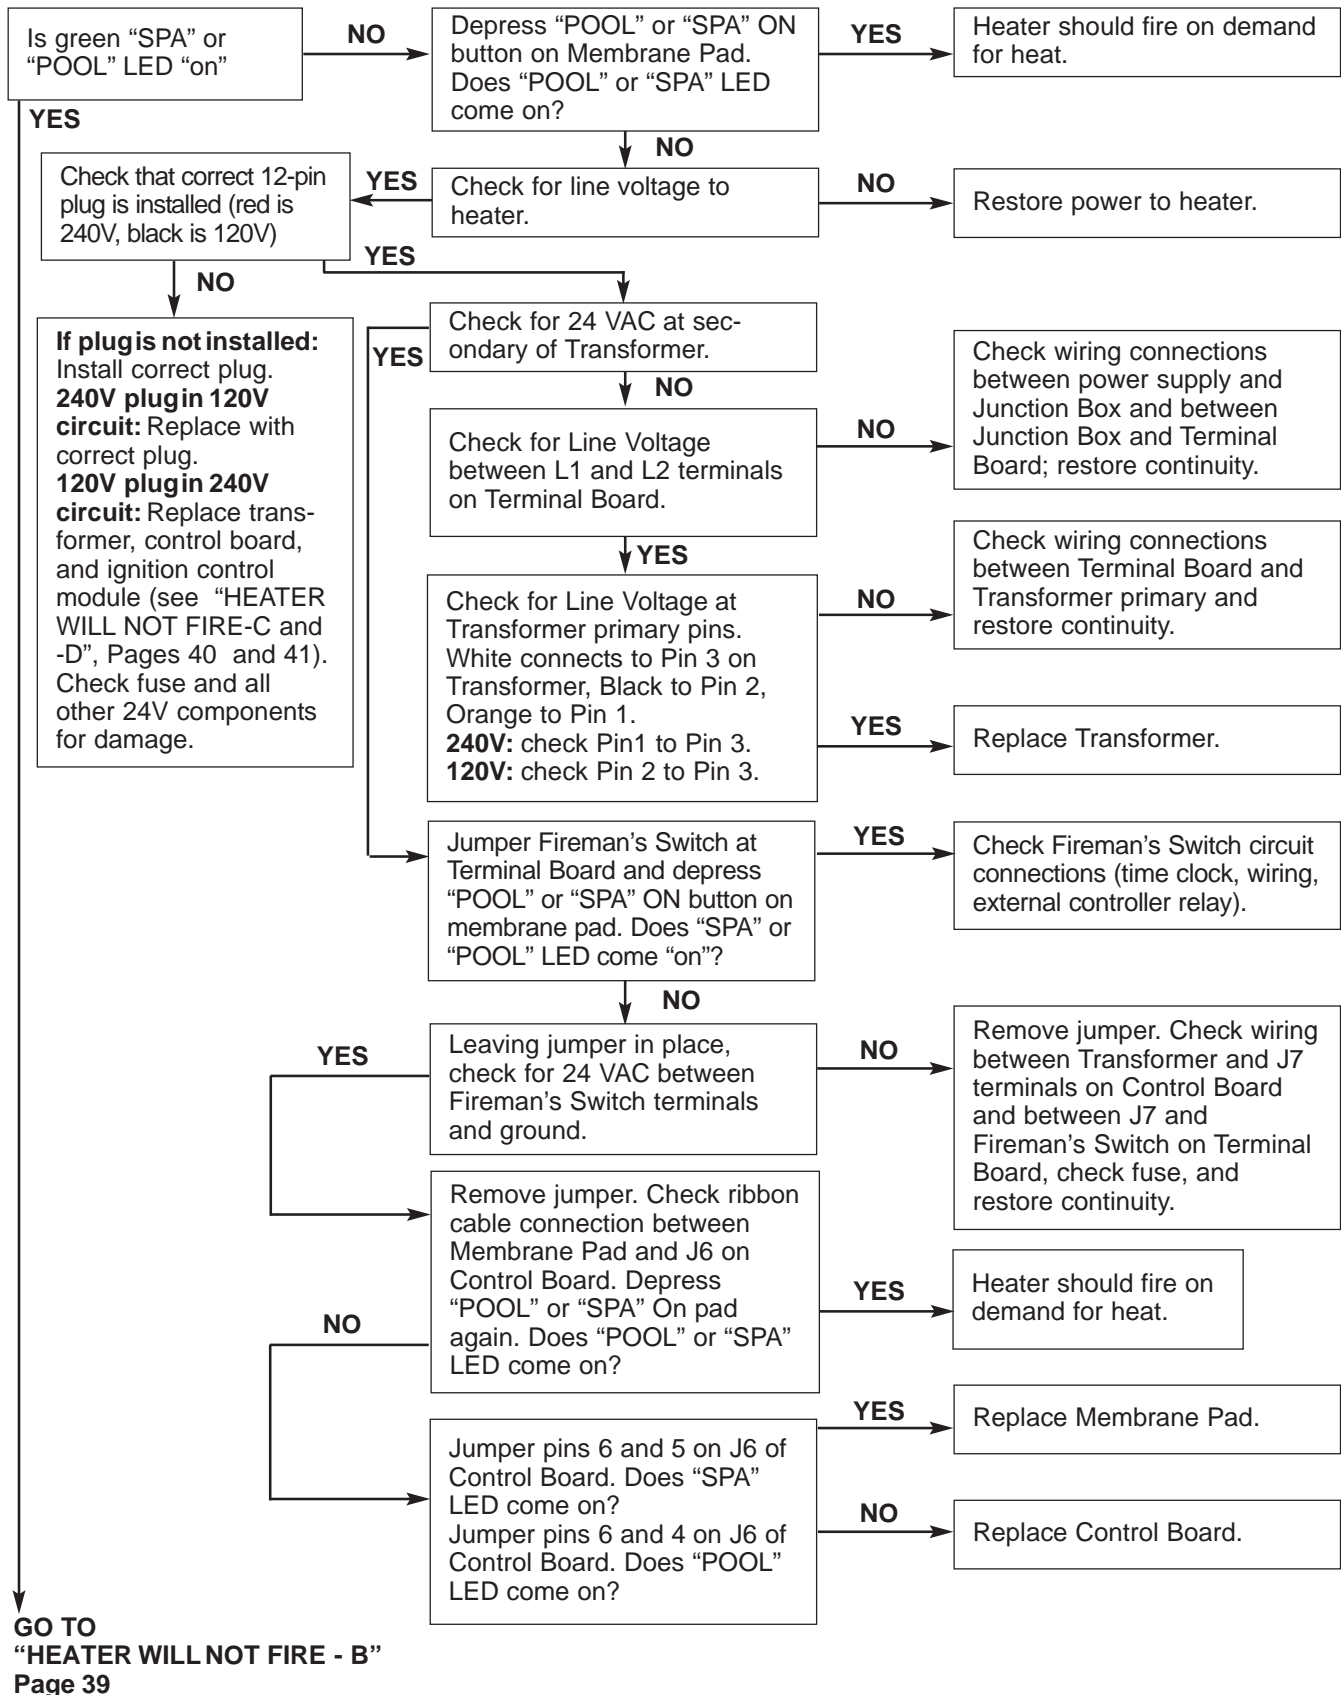 Is green “SPA” or
“POOL” LED “on”
NO
Depress “POOL” or “SPA” ON
button on Membrane Pad.
Does “POOL” or “SPA” LED
come on?
YES
Heater should fire on demand
for heat.
YES
NO
Check that correct 12-pin
plug is installed (red is
240V, black is 120V)
YES
Check for line voltage to
heater.
NO
Restore power to heater.
NO
YES
If plug is not installed:
Install correct plug.
240V plug in 120V
circuit: Replace with
correct plug.
120V plug in 240V
circuit: Replace trans-
former, control board,
and ignition control
module (see “HEATER
WILL NOT FIRE-C and
-D”, Pages 40 and 41).
Check fuse and all
other 24V components
for damage.
Check for 24 VAC at sec-
ondary of Transformer.
YES
NO
Check for Line Voltage
between L1 and L2 terminals
on Terminal Board.
NO
Check wiring connections
between power supply and
Junction Box and between
Junction Box and Terminal
Board; restore continuity.
YES
Check for Line Voltage at
Transformer primary pins.
White connects to Pin 3 on
Transformer, Black to Pin 2,
Orange to Pin 1.
240V: check Pin1 to Pin 3.
120V: check Pin 2 to Pin 3.
NO
Check wiring connections
between Terminal Board and
Transformer primary and
restore continuity.
YES
Replace Transformer.
Jumper Fireman’s Switch at
Terminal Board and depress
“POOL” or “SPA” ON button on
membrane pad. Does “SPA” or
“POOL” LED come “on”?
YES
Check Fireman’s Switch circuit
connections (time clock, wiring,
external controller relay).
NO
YES
Leaving jumper in place,
check for 24 VAC between
Fireman’s Switch terminals
and ground.
NO
Remove jumper. Check wiring
between Transformer and J7
terminals on Control Board
and between J7 and
Fireman’s Switch on Terminal
Board, check fuse, and
restore continuity.
Remove jumper. Check ribbon
cable connection between
Membrane Pad and J6 on
Control Board. Depress
“POOL” or “SPA” On pad
again. Does “POOL” or “SPA”
LED come on?
YES
Heater should fire on
demand for heat.
NO
Jumper pins 6 and 5 on J6 of
Control Board. Does “SPA”
LED come on?
Jumper pins 6 and 4 on J6 of
Control Board. Does “POOL”
LED come on?
YES
Replace Membrane Pad.
NO
Replace Control Board.
GO TO
“HEATER WILL NOT FIRE - B”
Page 39